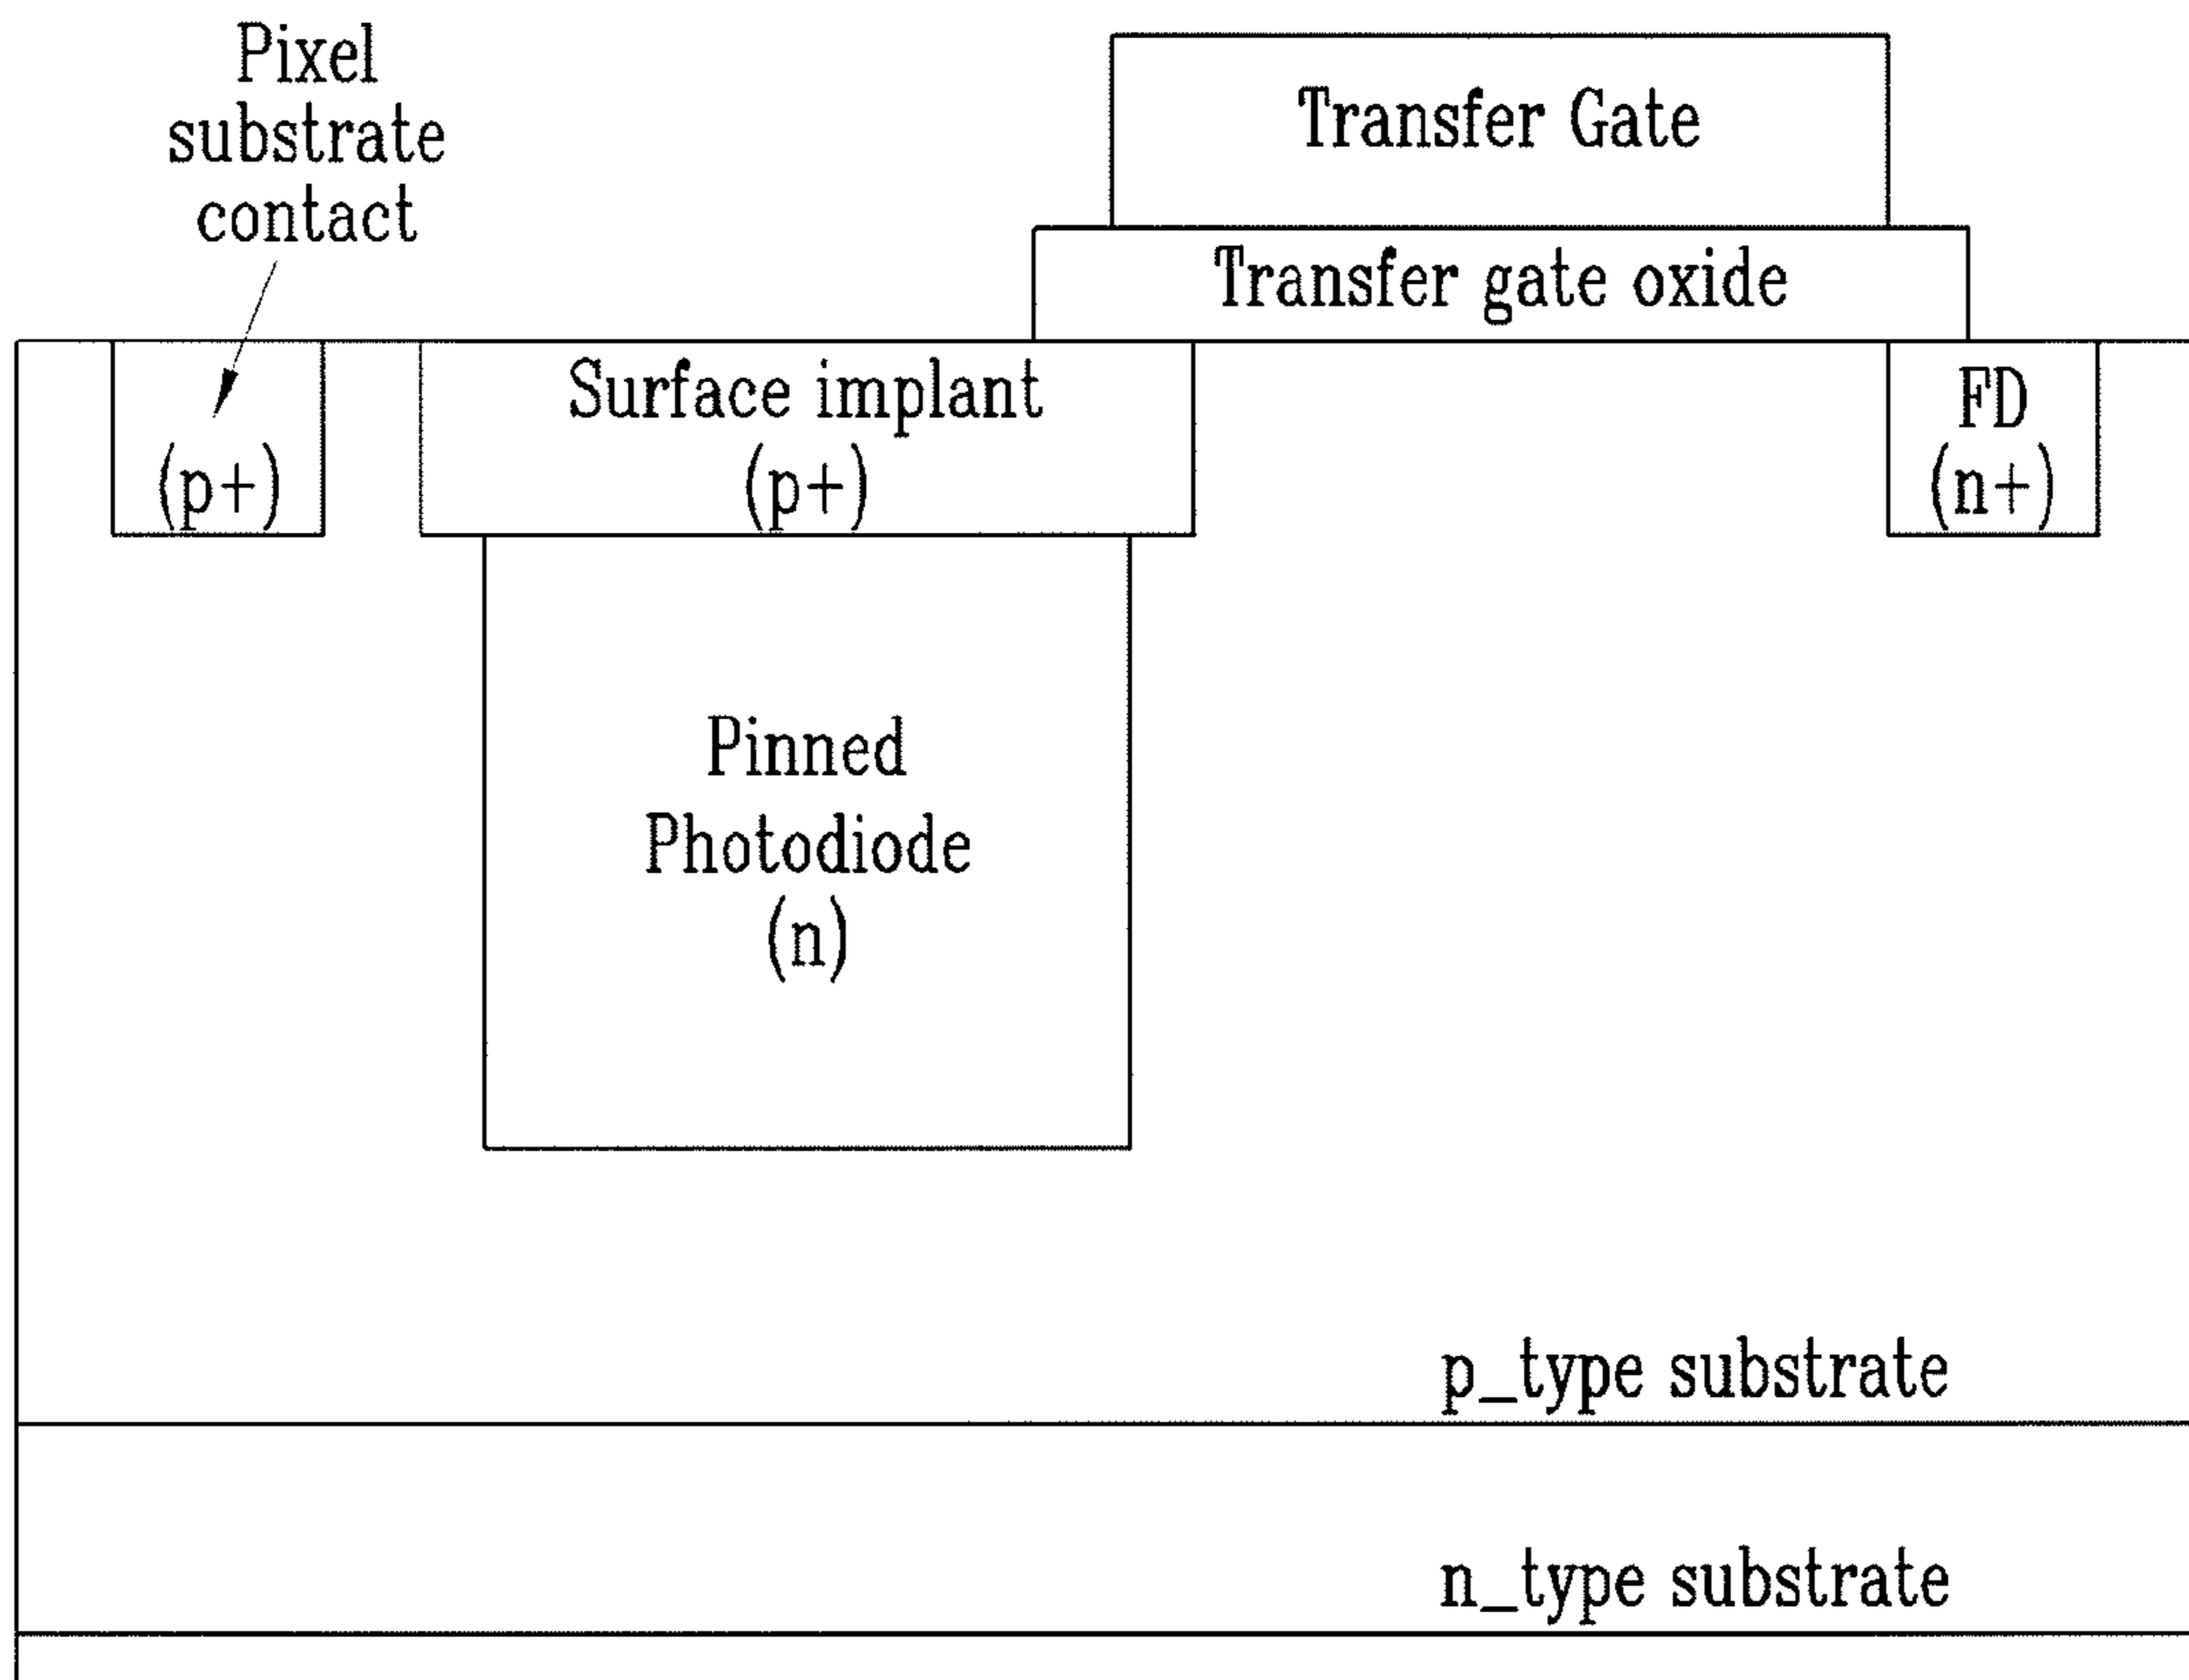 Pixel
substrate
contact
(p+)
Transfer Gate
Transfer gate oxide
Surface implant
(p+)
FD
(n+)
Pinned
Photodiode
(n)
p_type substrate
n_type substrate